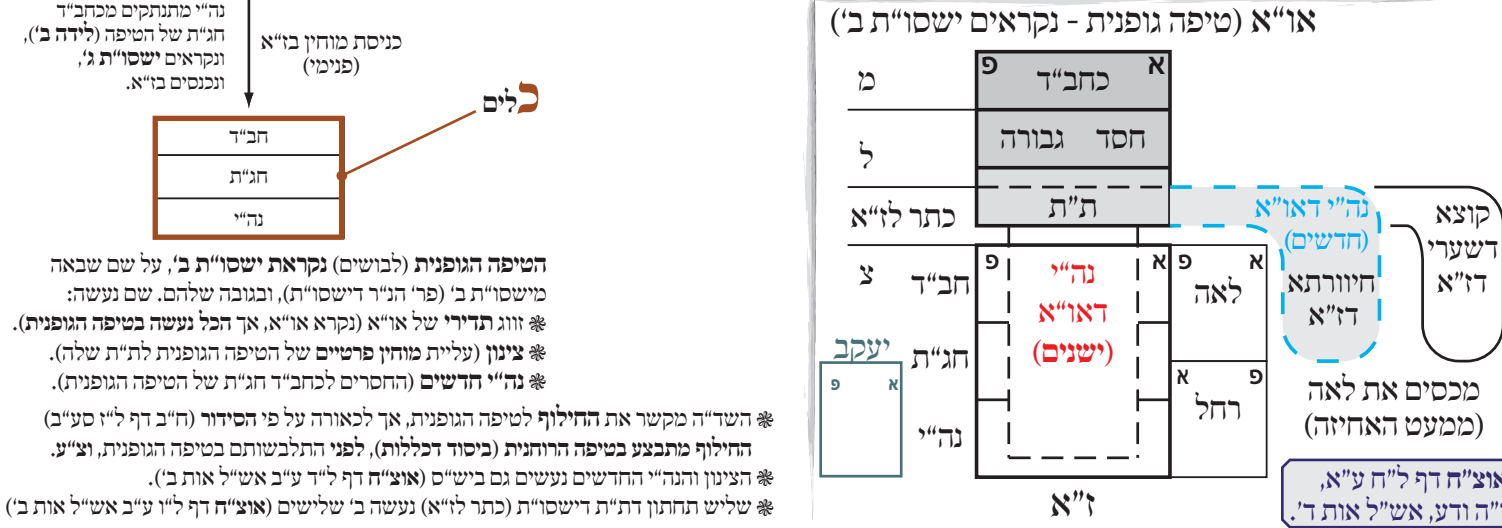 או״א (טיפה גופנית - נקראים ישסו״ת ב׳)
מ
ל
כתר לז״א
צ
א
פ
כחב״ד
חסד גבורה
ת״ת
נה״י דאו״א
(חדשים)
חיוורתא
דז״א
קוצא
דשערי
דז״א
מכסים את לאה
(ממעט האחיזה)
א
פ
נה״י
דאו״א
(ישנים)
חב״ד
חג״ת
נה״י
א
פ
לאה
פ
א
רחל
יעקב
א
פ
ז״א
אוצ״ח דף ל״ח ע״א,
ז״ה ודע, אש״ל אות ד׳.
נה״י מתנתקים מכחב״ד
חג״ת של הטיפה (לידה ב׳),
ונקראים ישסו״ת ג׳,
ונכנסים בז״א.
כניסת מוחין בז״א
(פנימי)
כלים
חב״ד
חג״ת
נה״י
הטיפה הגופנית (לבושים) נקראת ישסו״ת ב׳, על שם שבאה
מישסו״ת ב׳ (פר׳ הנ״ר דישסו״ת), ובגובה שלהם. שם נעשה:
❃ זווג תדירי של או״א (נקרא או״א, אך הכל נעשה בטיפה הגופנית).
❃ צינון (עליית מוחין פרטיים של הטיפה הגופנית לת״ת שלה).
❃ נה״י חדשים (החסרים לכחב״ד חג״ת של הטיפה הגופנית).
❃ השד״ה מקשר את החילוף לטיפה הגופנית, אך לכאורה על פי הסידור (ח״ב דף ל״ז סע״ב)
החילוף מתבצע בטיפה הרוחנית (ביסוד דכללות), לפני התלבשותם בטיפה הגופנית, וצ״ע.
❃ הצינון והנה״י החדשים נעשים גם ביש״ס (אוצ״ח דף ל״ד ע״ב אש״ל אות ב׳).
❃ שליש תחתון דת״ת דישסו״ת (כתר לז״א) נעשה ב׳ שלישים (אוצ״ח דף ל״ו ע״ב אש״ל אות ב׳)